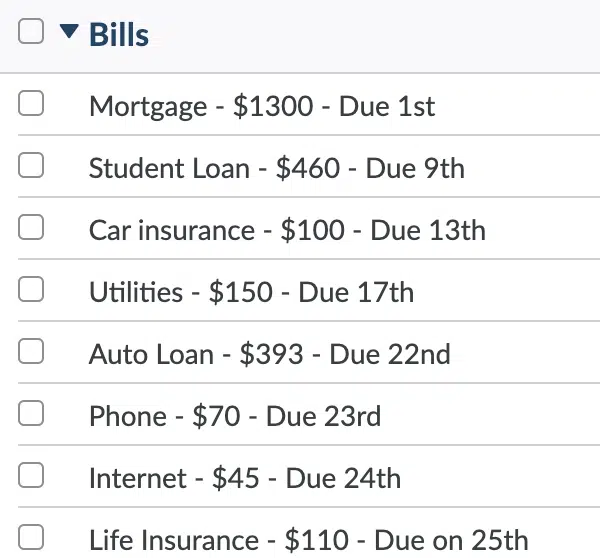 Bills
Mortgage - $1300 - Due 1st
Student Loan - $460 - Due 9th
Car insurance - $100 - Due 13th
Utilities - $150 - Due 17th
Auto Loan - $393 - Due 22nd
Phone - $70 - Due 23rd
Internet - $45 - Due 24th
Life Insurance - $110 - Due on 25th